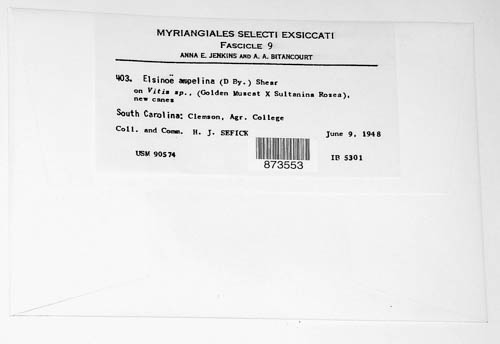 MYRIANGIALES SELECTI EXSICCATI
FASCICLE 9
ANNA E. JENKINS AND A. A. BITANCOURT
403. Elsinoë ampelina (D By.) Shear
on Vitis sp., (Golden Muscat X Sultanina Rosea),
new canes
South Carolina: Clemson, Agr. College
Coll. and Comm. H. J. SEFICK June 9, 1948
USM 90574 IB 5301
873553